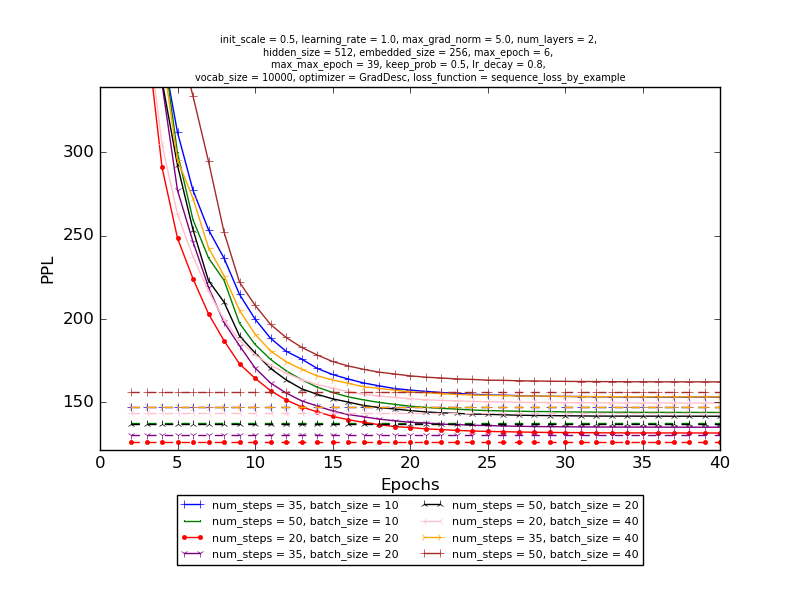 init_scale = 0.5, learning_rate = 1.0, max_grad_norm = 5.0, num_layers = 2,
hidden_size = 512, embedded_size = 256, max_epoch = 6,
max_max_epoch = 39, keep_prob = 0.5, lr_decay = 0.8,
vocab_size = 10000, optimizer = GradDesc, loss_function = sequence_loss_by_example
300
250
200
150
PPL
0 5 10 15 20 25 30 35 40
Epochs
num_steps = 35, batch_size = 10
num_steps = 50, batch_size = 10
num_steps = 20, batch_size = 20
num_steps = 35, batch_size = 20
num_steps = 50, batch_size = 20
num_steps = 20, batch_size = 40
num_steps = 35, batch_size = 40
num_steps = 50, batch_size = 40